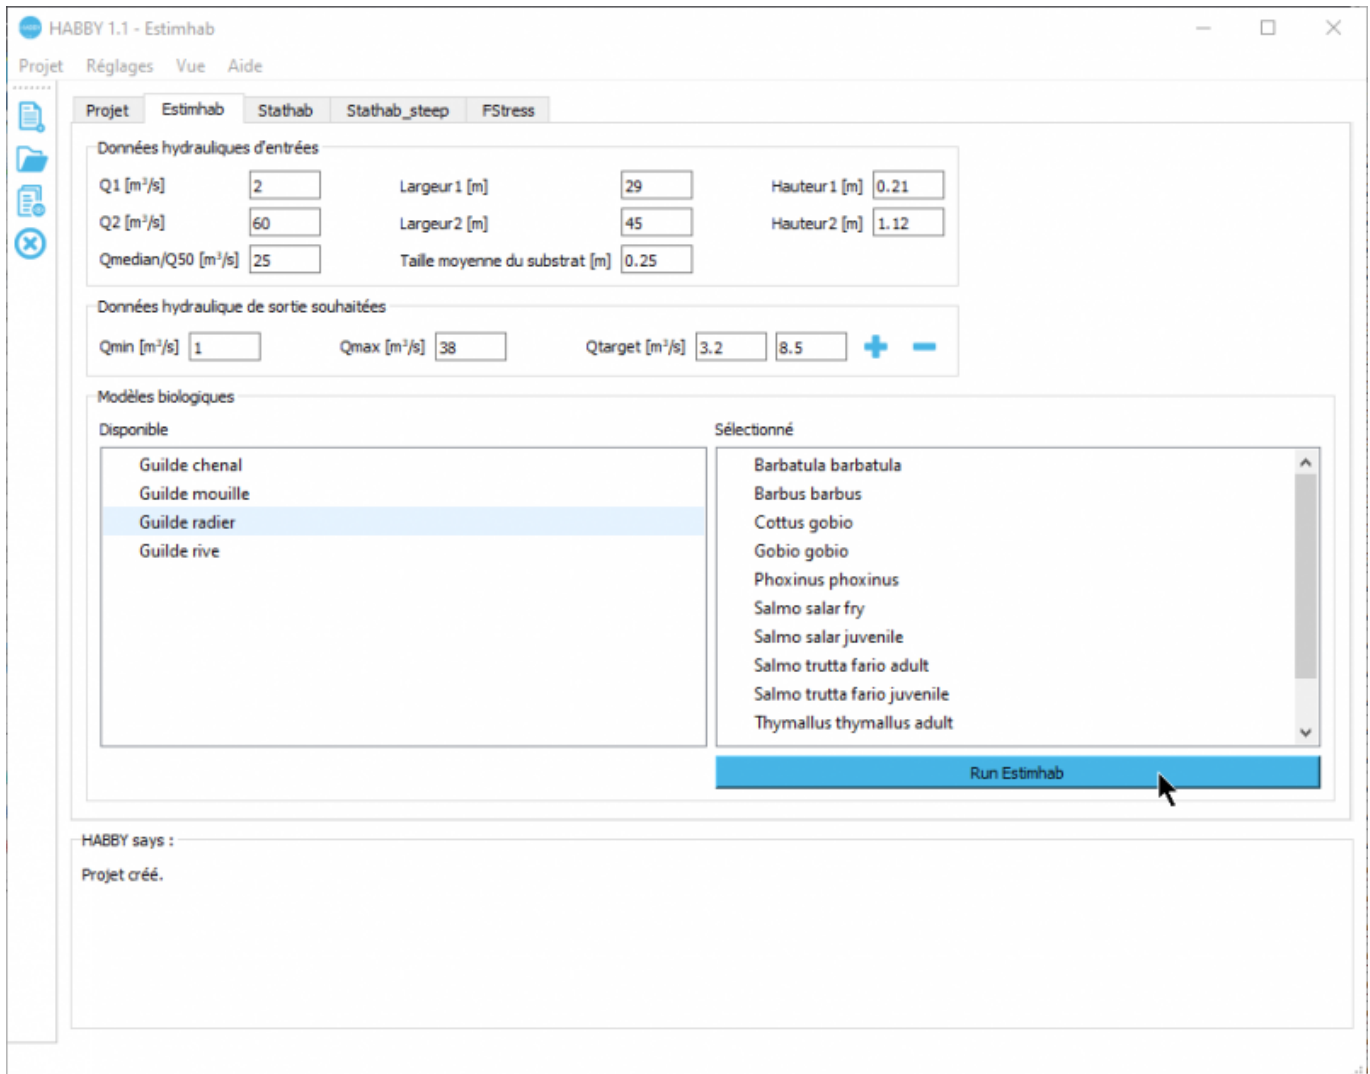 HABBY 1.1 - Estimhab
Projet Réglages Vue Aide
Projet Estimhab Stathab Stathab_steep FStress
Données hydrauliques d'entrées
Q1 [m³/s] 2 Largeur1 [m] 29 Hauteur1 [m] 0.21
Q2 [m³/s] 60 Largeur2 [m] 45 Hauteur2 [m] 1.12
Qmedian/Q50 [m³/s] 25 Taille moyenne du substrat [m] 0.25
Données hydraulique de sortie souhaitées
Qmin [m³/s] 1 Qmax [m³/s] 38 Qtarget [m³/s] 3.2 8.5
Modèles biologiques
Disponible
Guilde chenal
Guilde mouille
Guilde radier
Guilde rive
Sélectionné
Barbatula barbatula
Barbus barbus
Cottus gobio
Gobio gobio
Phoxinus phoxinus
Salmo salar fry
Salmo salar juvenile
Salmo trutta fario adult
Salmo trutta fario juvenile
Thymallus thymallus adult
Run Estimhab
HABBY says :
Projet créé.